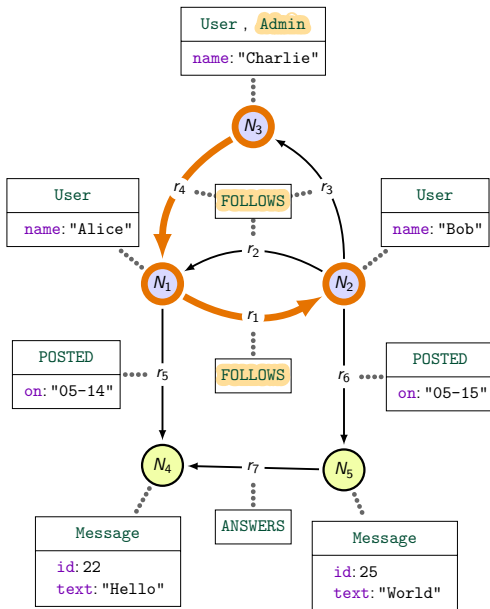 User , Admin
name: "Charlie"
N3
r4
r3
User
name: "Alice"
FOLLOWS
User
name: "Bob"
r2
N1
N2
r1
POSTED
on: "05-14"
r5
FOLLOWS
r6
POSTED
on: "05-15"
N4
r7
N5
ANSWERS
Message
id: 22
text: "Hello"
Message
id: 25
text: "World"